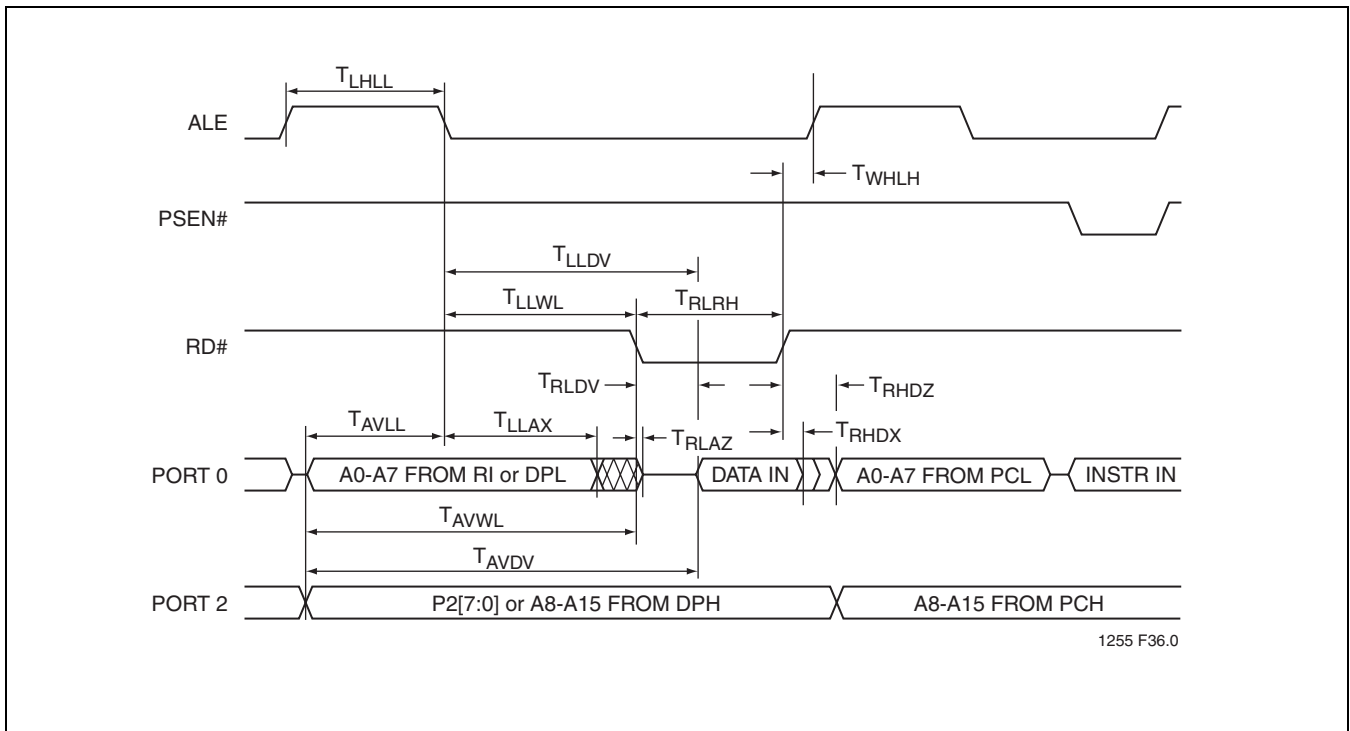 TLHLL
ALE
TWHLH
PSEN#
TLLDV
TLLWL TRLRH
RD#
TRLDV TRHDZ
TAVLL TLLAX TRLAZ TRHDX
PORT 0 A0-A7 FROM RI or DPL DATA IN A0-A7 FROM PCL INSTR IN
TAVWL
TAVDV
PORT 2 P2[7:0] or A8-A15 FROM DPH A8-A15 FROM PCH
1255 F36.0